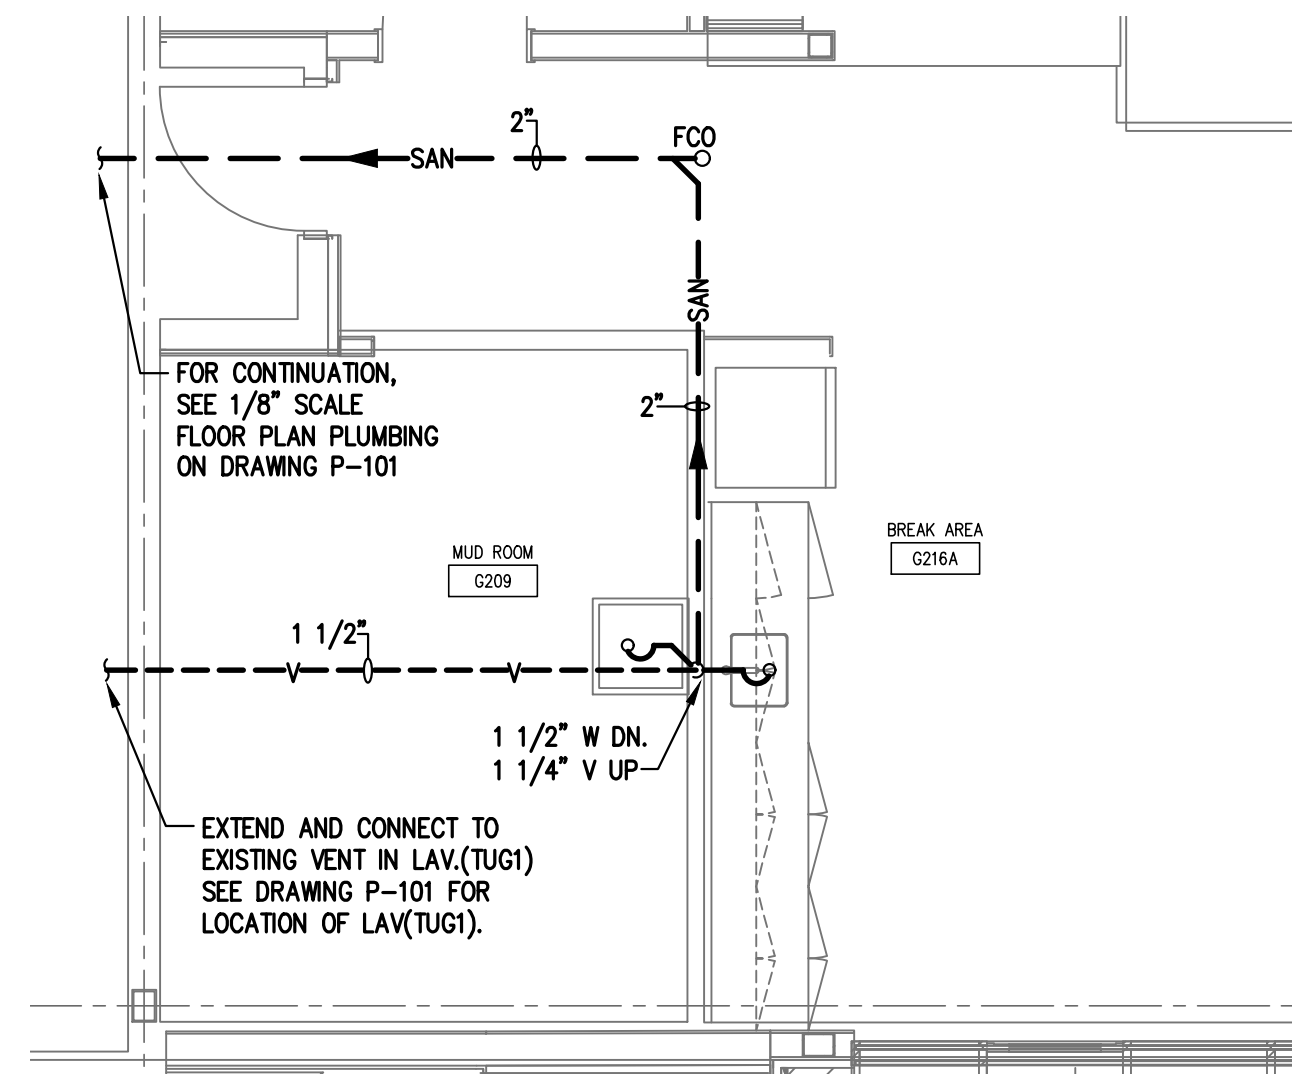 2"
FCO
SAN
SAN
FOR CONTINUATION,
SEE 1/8" SCALE
FLOOR PLAN PLUMBING
ON DRAWING P-101
2"
BREAK AREA
G216A
MUD ROOM
G209
1 1/2"
V
V
1 1/2" W DN.
1 1/4" V UP
EXTEND AND CONNECT TO
EXISTING VENT IN LAV.(TUG1)
SEE DRAWING P-101 FOR
LOCATION OF LAV(TUG1).